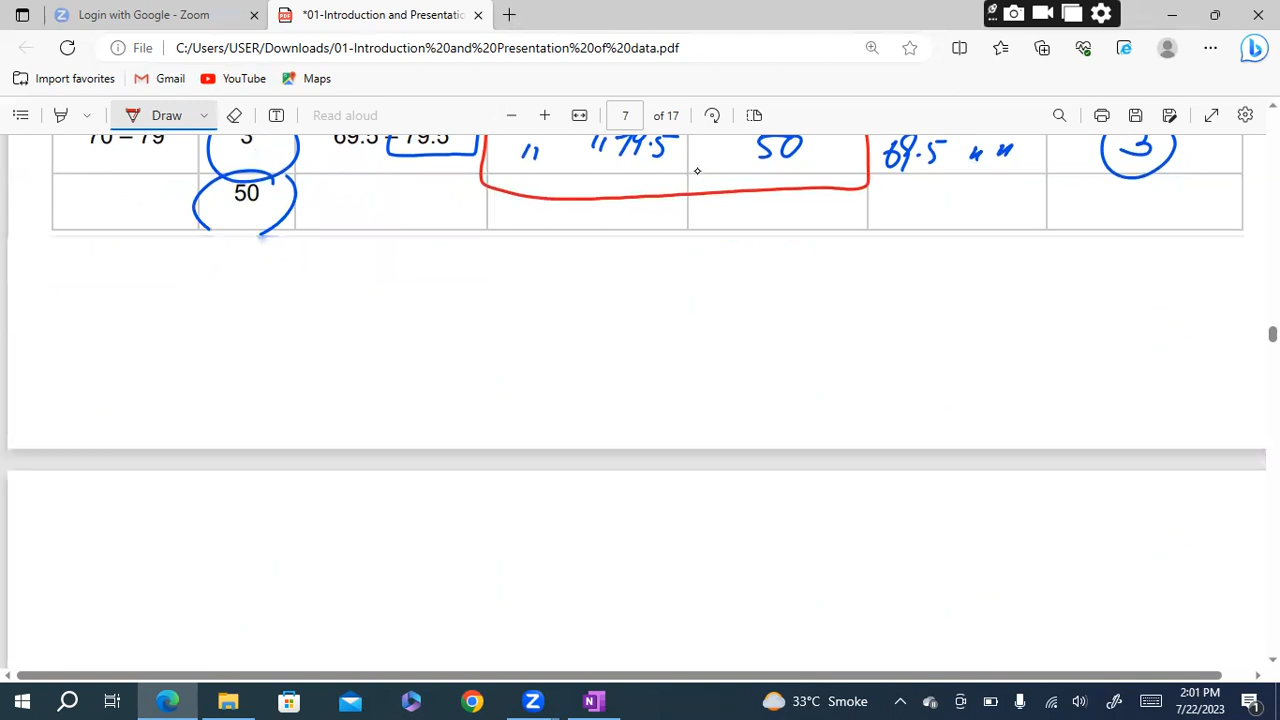 Login with Google - Zoom
*01-Introduction and Presentatio
File C:/Users/USER/Downloads/01-Introduction%20and%20Presentation%20of%20data.pdf
Import favorites Gmail YouTube Maps
Draw Read aloud 7 of 17
70 – 79 3 69.5 – 79.5 " " 79.5 50 69.5 " " 3
50
33°C Smoke 2:01 PM
7/22/2023